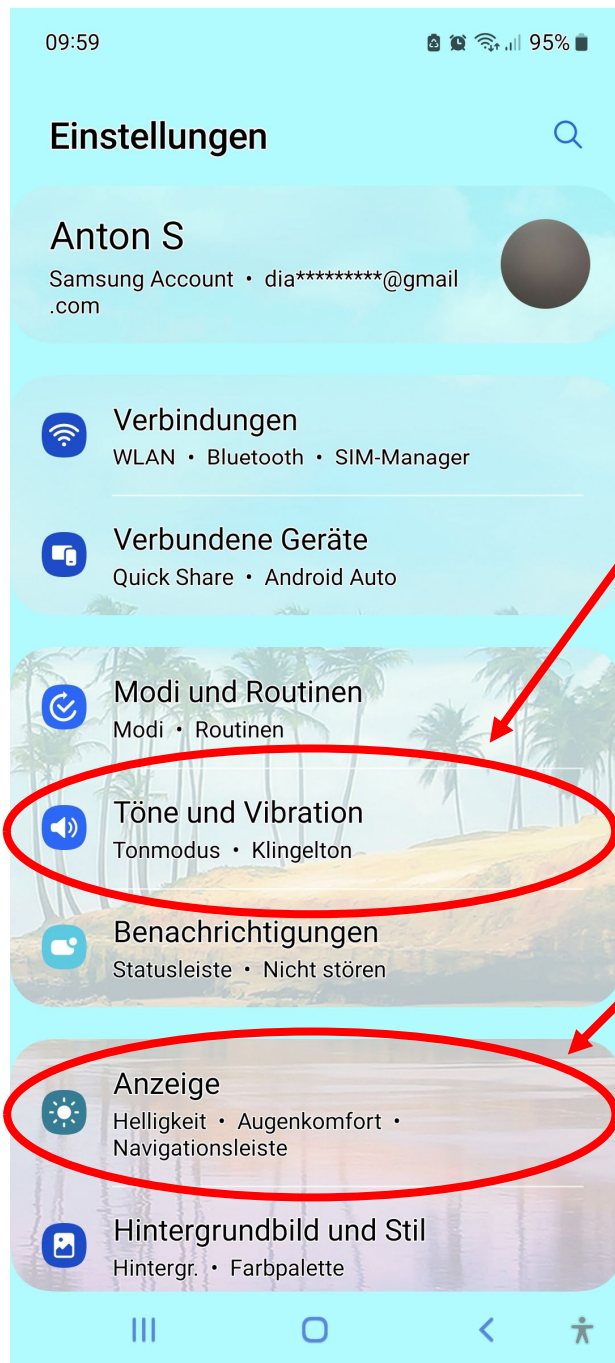 09:59
95%
Einstellungen
Anton S
Samsung Account • dia*********@gmail
.com
Verbindungen
WLAN • Bluetooth • SIM-Manager
Verbundene Geräte
Quick Share • Android Auto
Modi und Routinen
Modi • Routinen
Töne und Vibration
Tonmodus • Klingelton
Benachrichtigungen
Statusleiste • Nicht stören
Anzeige
Helligkeit • Augenkomfort •
Navigationsleiste
Hintergrundbild und Stil
Hintergr. • Farbpalette